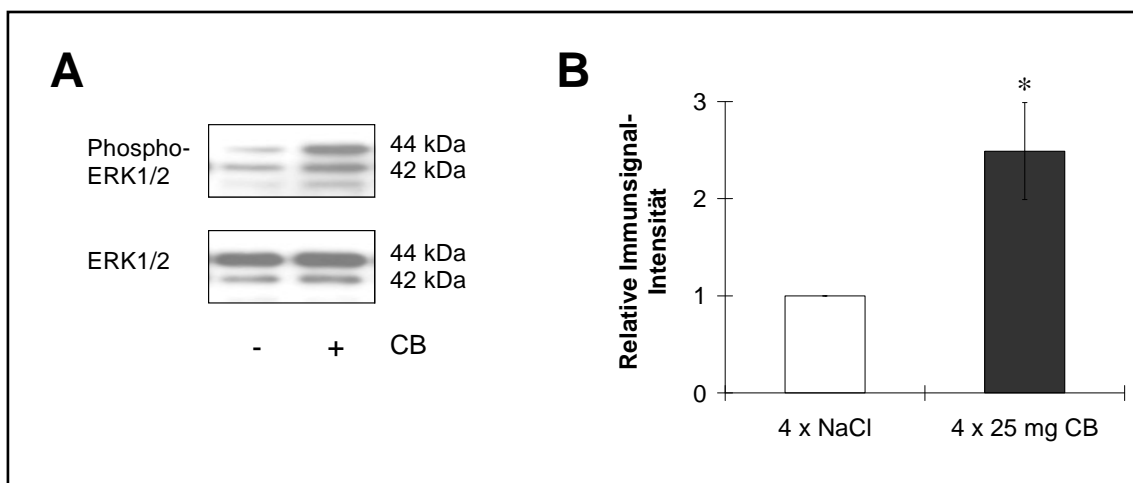 A
Phospho-
ERK1/2
44 kDa
42 kDa
ERK1/2
44 kDa
42 kDa
- + CB
B
Relative Immunsignal-
Intensität
3
2
1
0
*
4 x NaCl
4 x 25 mg CB